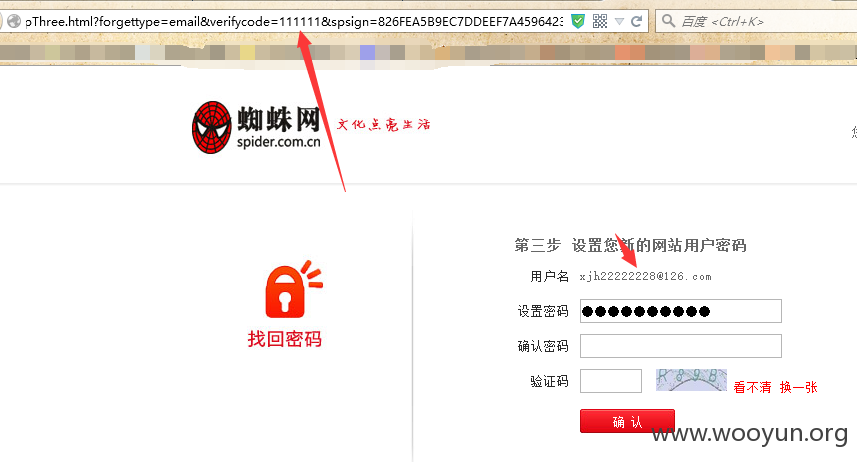 pThree.html?forgettype=email&verifycode=111111&spsign=826FEA5B9EC7DDEEF7A4596423
百度 <Ctrl+K>
蜘蛛网
spider.com.cn
文化点亮生活
您
找回密码
第三步 设置您新的网站用户密码
用户名 xjh22222228@126.com
设置密码 ●●●●●●●●●●
确认密码
验证码 R89B 看不清 换一张
确 认
www.wooyun.org